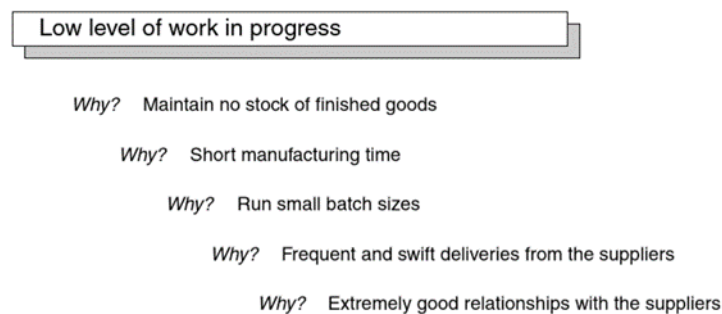 Low level of work in progress
Why? Maintain no stock of finished goods
Why? Short manufacturing time
Why? Run small batch sizes
Why? Frequent and swift deliveries from the suppliers
Why? Extremely good relationships with the suppliers